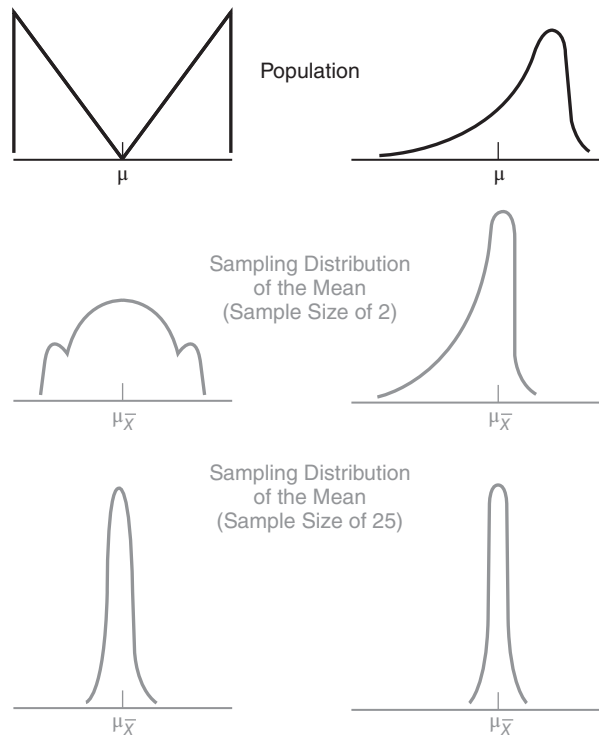 Population
μ
μ
Sampling Distribution
of the Mean
(Sample Size of 2)
μX̅
μX̅
Sampling Distribution
of the Mean
(Sample Size of 25)
μX̅
μX̅